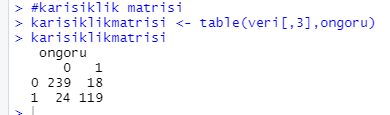 > #karisiklik matrisi
> karisiklikmatrisi <- table(veri[,3],ongoru)
> karisiklikmatrisi
   ongoru
      0   1
  0 239  18
  1  24 119
>